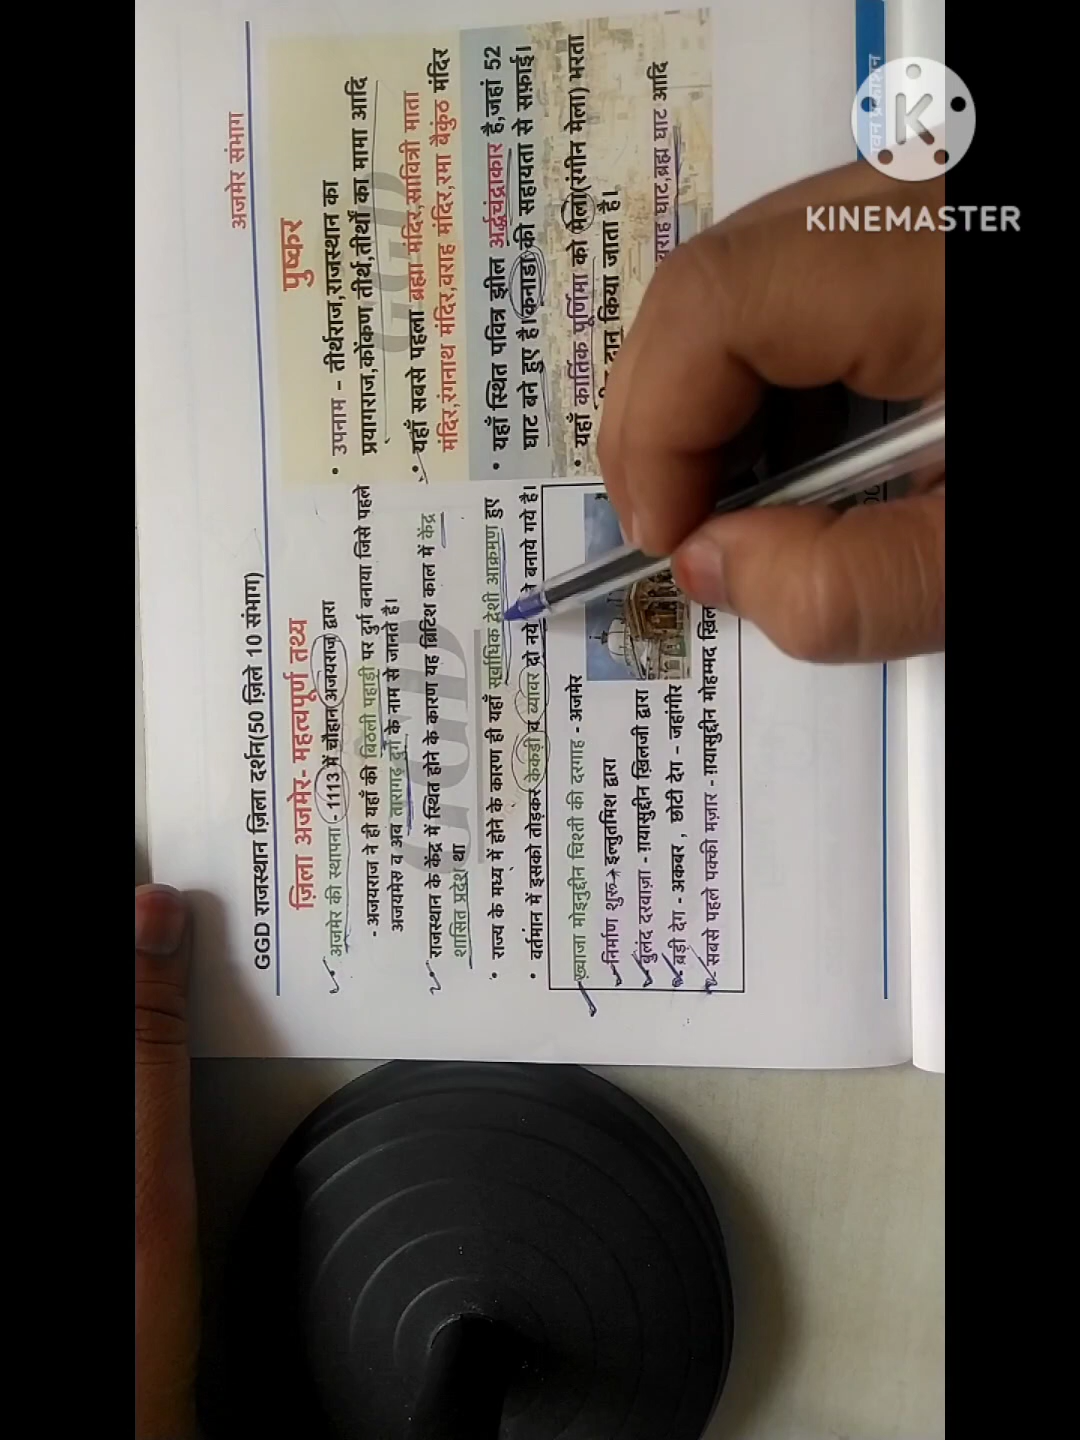 GGD राजस्थान ज़िला दर्शन(50 ज़िले 10 संभाग)
अजमेर संभाग
ज़िला अजमेर- महत्वपूर्ण तथ्य
अजमेर की स्थापना - 1113 में चौहान अजयराज द्वारा
- अजयराज ने ही यहाँ की बिठली पहाड़ी पर दुर्ग बनाया जिसे पहले
अजयमेरु व अब तारागढ़ दुर्ग के नाम से जानते है।
राजस्थान के केंद्र में स्थित होने के कारण यह ब्रिटिश काल में केंद्र
शासित प्रदेश था
• राज्य के मध्य में होने के कारण ही यहाँ सर्वाधिक देशी आक्रमण हुए
• वर्तमान में इसको तोड़कर केकड़ी व ब्यावर दो नये बनाये गये है।
ख़्वाजा मोइनुद्दीन चिश्ती की दरगाह - अजमेर
निर्माण शुरू इल्तुतमिश द्वारा
बुलंद दरवाज़ा - ग़यासुद्दीन ख़िलजी द्वारा
बड़ी देग - अकबर , छोटी देग - जहांगीर
सबसे पहले पक्की मज़ार - ग़यासुद्दीन मोहम्मद
पुष्कर
• उपनाम – तीर्थराज,राजस्थान का
प्रयागराज,कोंकण तीर्थ,तीर्थो का मामा आदि
• यहाँ सबसे पहला ब्रह्मा मंदिर,सावित्री माता
मंदिर,रंगनाथ मंदिर,वराह मंदिर,रमा बैकुंठ मंदिर
• यहाँ स्थित पवित्र झील अर्द्धचंद्राकार है,जहां 52
घाट बने हुए है।कनाडा की सहायता से सफ़ाई।
• यहाँ कार्तिक पूर्णिमा को मेला(रंगीन मेला) भरता
दान किया जाता है।
वराह घाट,ब्रह्म घाट आदि
GGD
GGD
K
KINEMASTER